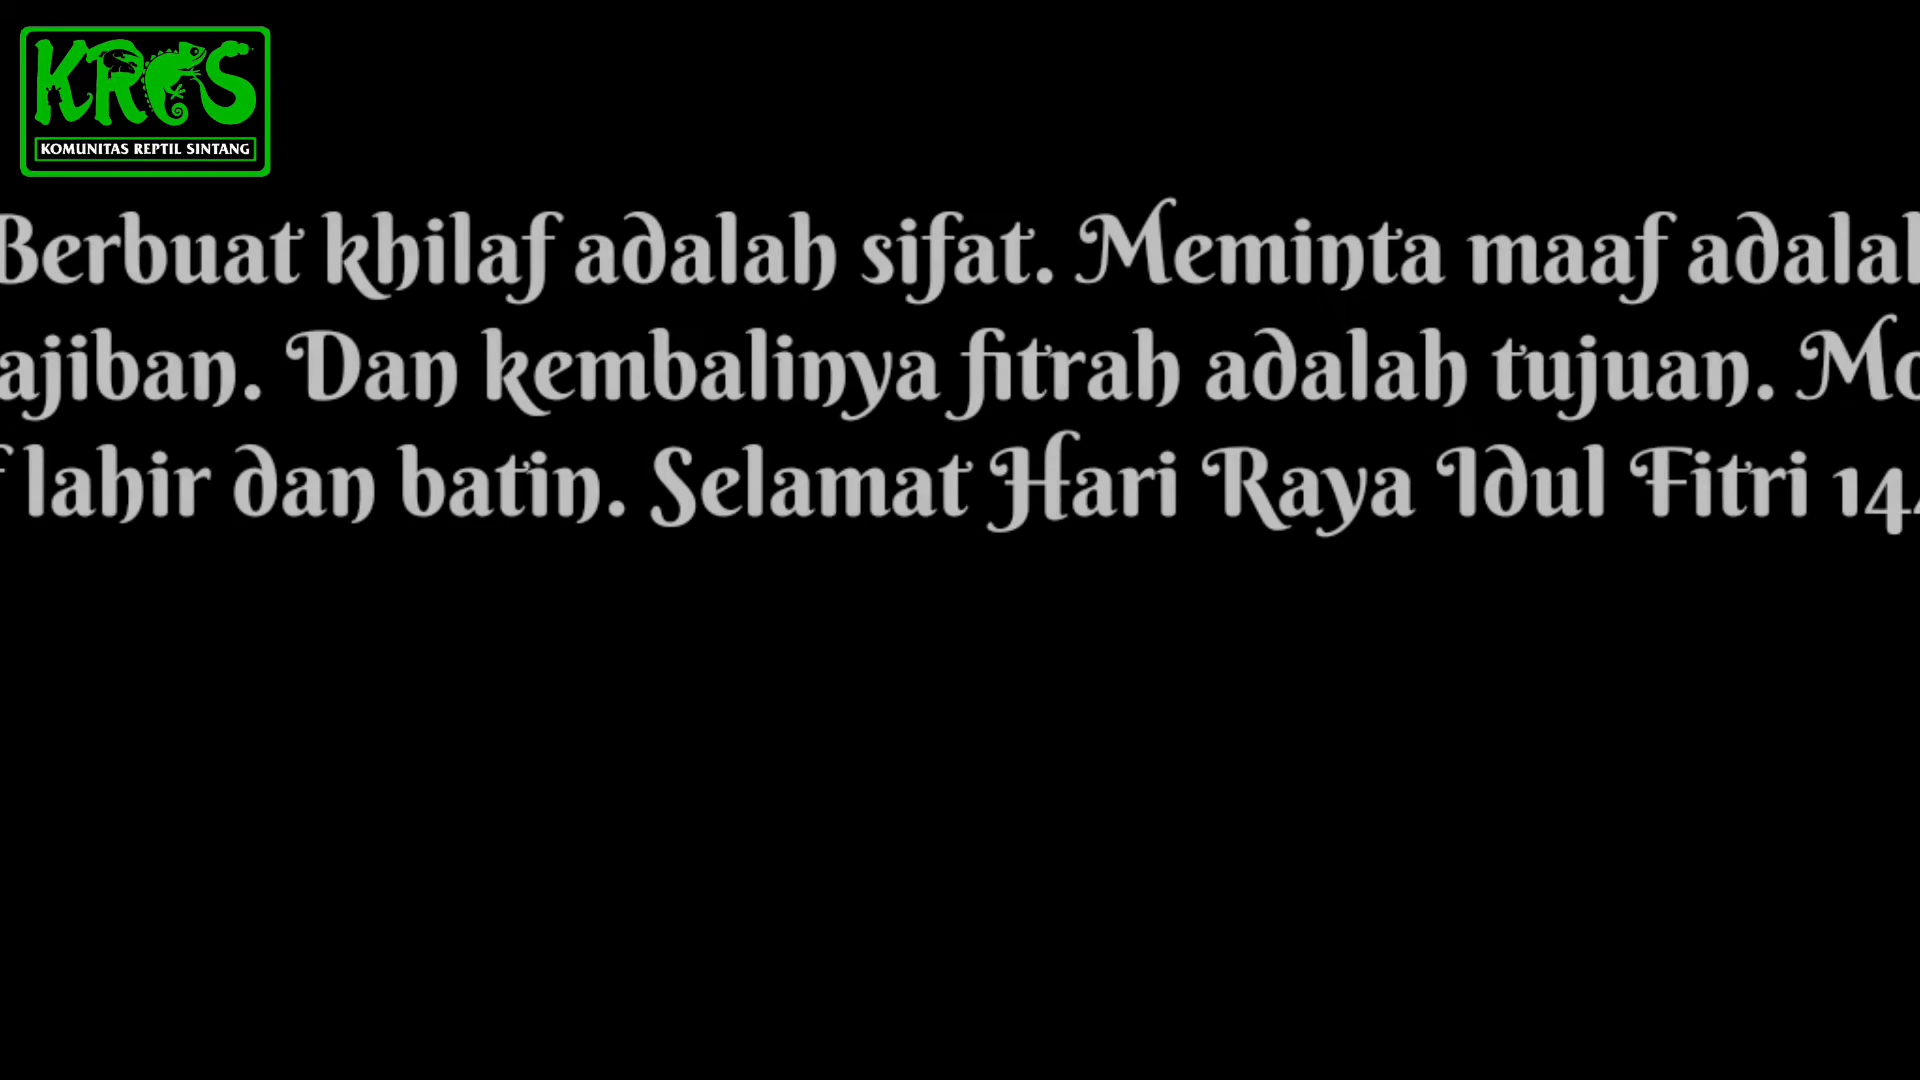 KRS
KOMUNITAS REPTIL SINTANG
Berbuat khilaf adalah sifat. Meminta maaf adalah
ajiban. Dan kembalinya fitrah adalah tujuan. Mo
lahir dan batin. Selamat Hari Raya Idul Fitri 14